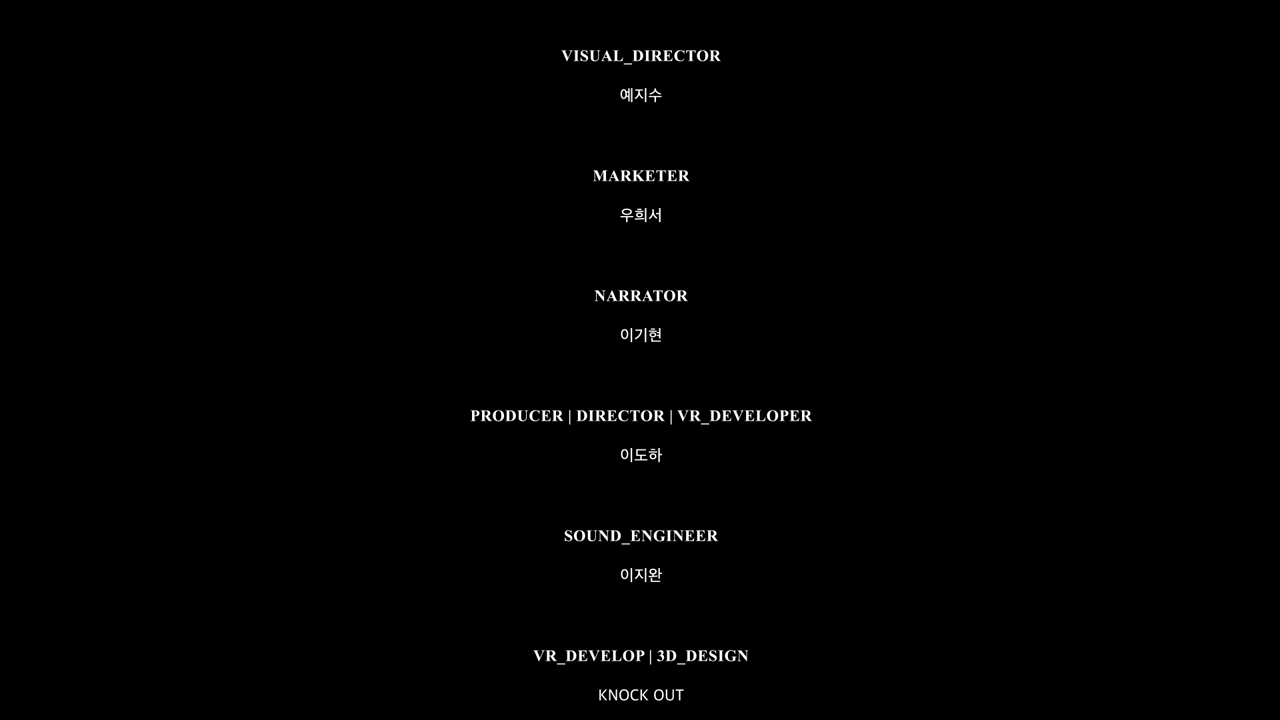 VISUAL_DIRECTOR
예지수
MARKETER
우희서
NARRATOR
이기현
PRODUCER | DIRECTOR | VR_DEVELOPER
이도하
SOUND_ENGINEER
이지완
VR_DEVELOP | 3D_DESIGN
KNOCK OUT